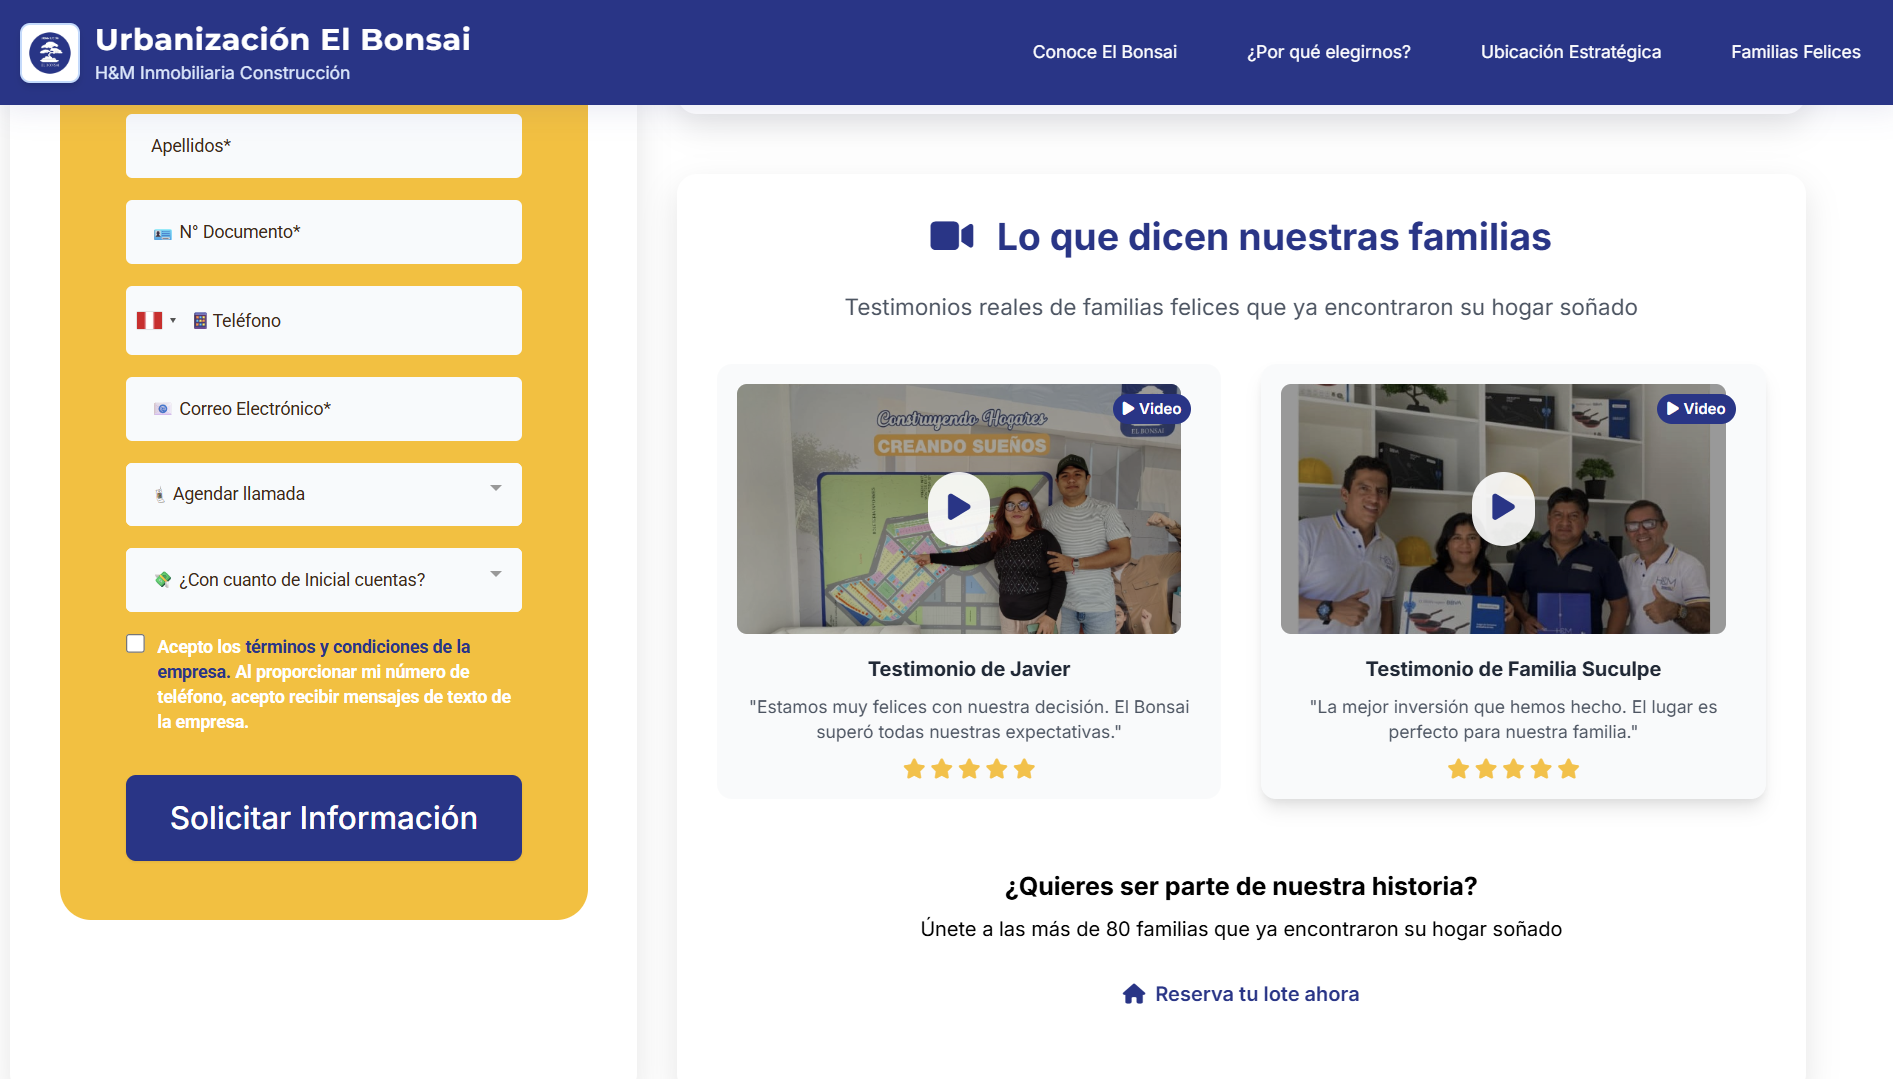 Urbanización El Bonsai
H&M Inmobiliaria Construcción
Conoce El Bonsai
¿Por qué elegirnos?
Ubicación Estratégica
Familias Felices
Apellidos*
N° Documento*
Teléfono
Correo Electrónico*
Agendar llamada
¿Con cuanto de Inicial cuentas?
Acepto los términos y condiciones de la
empresa. Al proporcionar mi número de
teléfono, acepto recibir mensajes de texto de
la empresa.
Solicitar Información
Lo que dicen nuestras familias
Testimonios reales de familias felices que ya encontraron su hogar soñado
Construyendo Hogares
CREANDO SUEÑOS
EL BONSAI
Video
Testimonio de Javier
"Estamos muy felices con nuestra decisión. El Bonsai
superó todas nuestras expectativas."
Video
H&M
BBVA
Testimonio de Familia Suculpe
"La mejor inversión que hemos hecho. El lugar es
perfecto para nuestra familia."
¿Quieres ser parte de nuestra historia?
Únete a las más de 80 familias que ya encontraron su hogar soñado
Reserva tu lote ahora